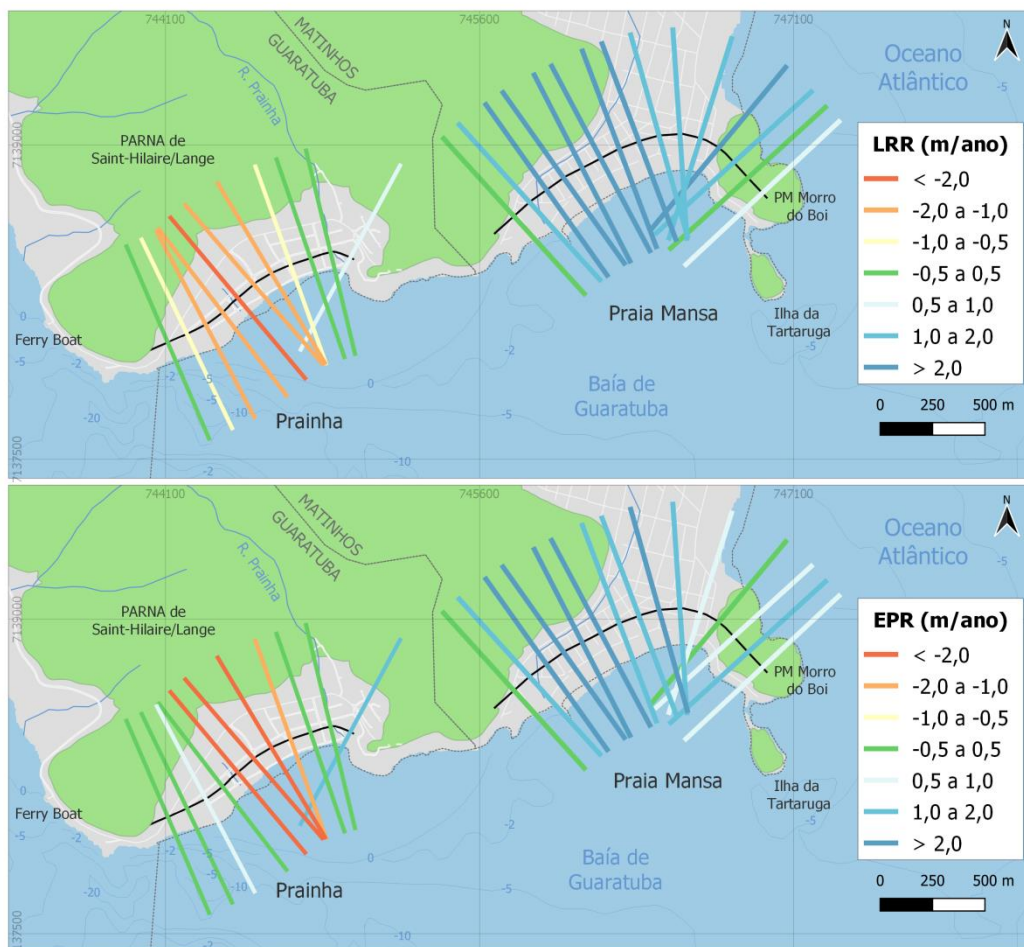 744100
745600
747100
N
MATINHOS
GUARATUBA
R. Prainha
Oceano
Atlântico
-5
7139000
PARNA de
Saint-Hilaire/Lange
LRR (m/ano)
< -2,0
-2,0 a -1,0
-1,0 a -0,5
-0,5 a 0,5
0,5 a 1,0
1,0 a 2,0
> 2,0
0 250 500 m
PM Morro
do Boi
Praia Mansa
Ilha da
Tartaruga
0
Ferry Boat
-5
-2
-2
-5
-5
-10
-20
-2
0
-2
-5
-5
Baía de
Guaratuba
Prainha
-10
7137500
744100
745600
747100
N
MATINHOS
GUARATUBA
R. Prainha
Oceano
Atlântico
-5
7139000
PARNA de
Saint-Hilaire/Lange
EPR (m/ano)
< -2,0
-2,0 a -1,0
-1,0 a -0,5
-0,5 a 0,5
0,5 a 1,0
1,0 a 2,0
> 2,0
0 250 500 m
PM Morro
do Boi
Praia Mansa
Ilha da
Tartaruga
0
Ferry Boat
-5
-2
-2
-5
-5
-10
-20
-2
0
-2
-5
-5
Baía de
Guaratuba
Prainha
-10
7137500